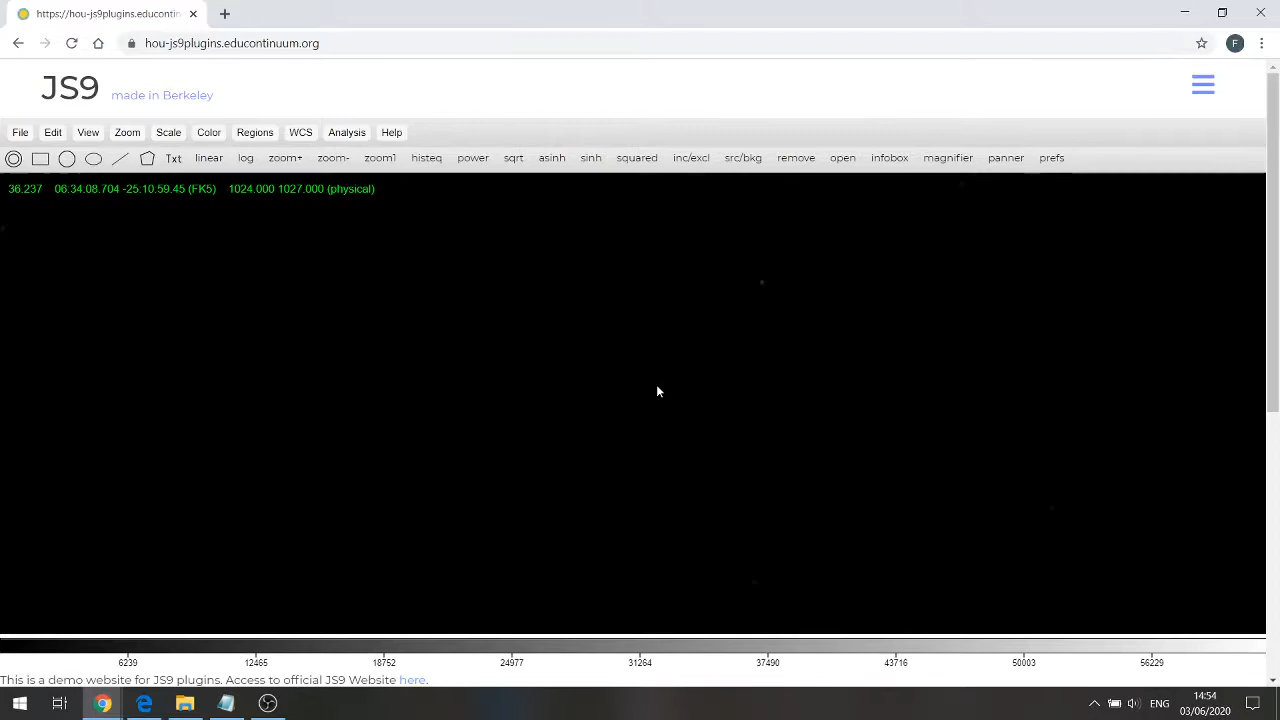 https://hou-js9plugins.educontin
hou-js9plugins.educontinuum.org
F
JS9 made in Berkeley
File Edit View Zoom Scale Color Regions WCS Analysis Help
Txt linear log zoom+ zoom- zoom1 histeq power sqrt asinh sinh squared inc/excl src/bkg remove open infobox magnifier panner prefs
36.237 06:34:08.704 -25:10:59.45 (FK5) 1024.000 1027.000 (physical)
6239 12465 18752 24977 31264 37490 43716 50003 56229
This is a demo website for JS9 plugins. Access to official JS9 Website here.
ENG
14:54
03/06/2020